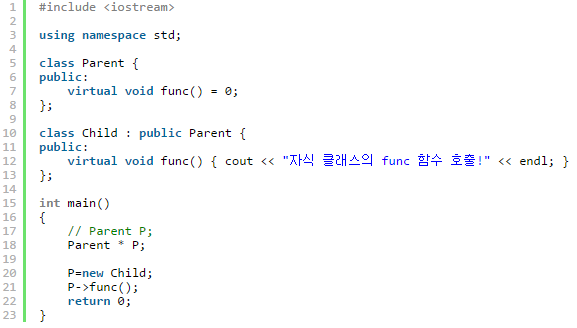 1 #include <iostream>
2
3 using namespace std;
4
5 class Parent {
6 public:
7     virtual void func() = 0;
8 };
9
10 class Child : public Parent {
11 public:
12     virtual void func() { cout << "자식 클래스의 func 함수 호출!" << endl; }
13 };
14
15 int main()
16 {
17     // Parent P;
18     Parent * P;
19
20     P=new Child;
21     P->func();
22     return 0;
23 }